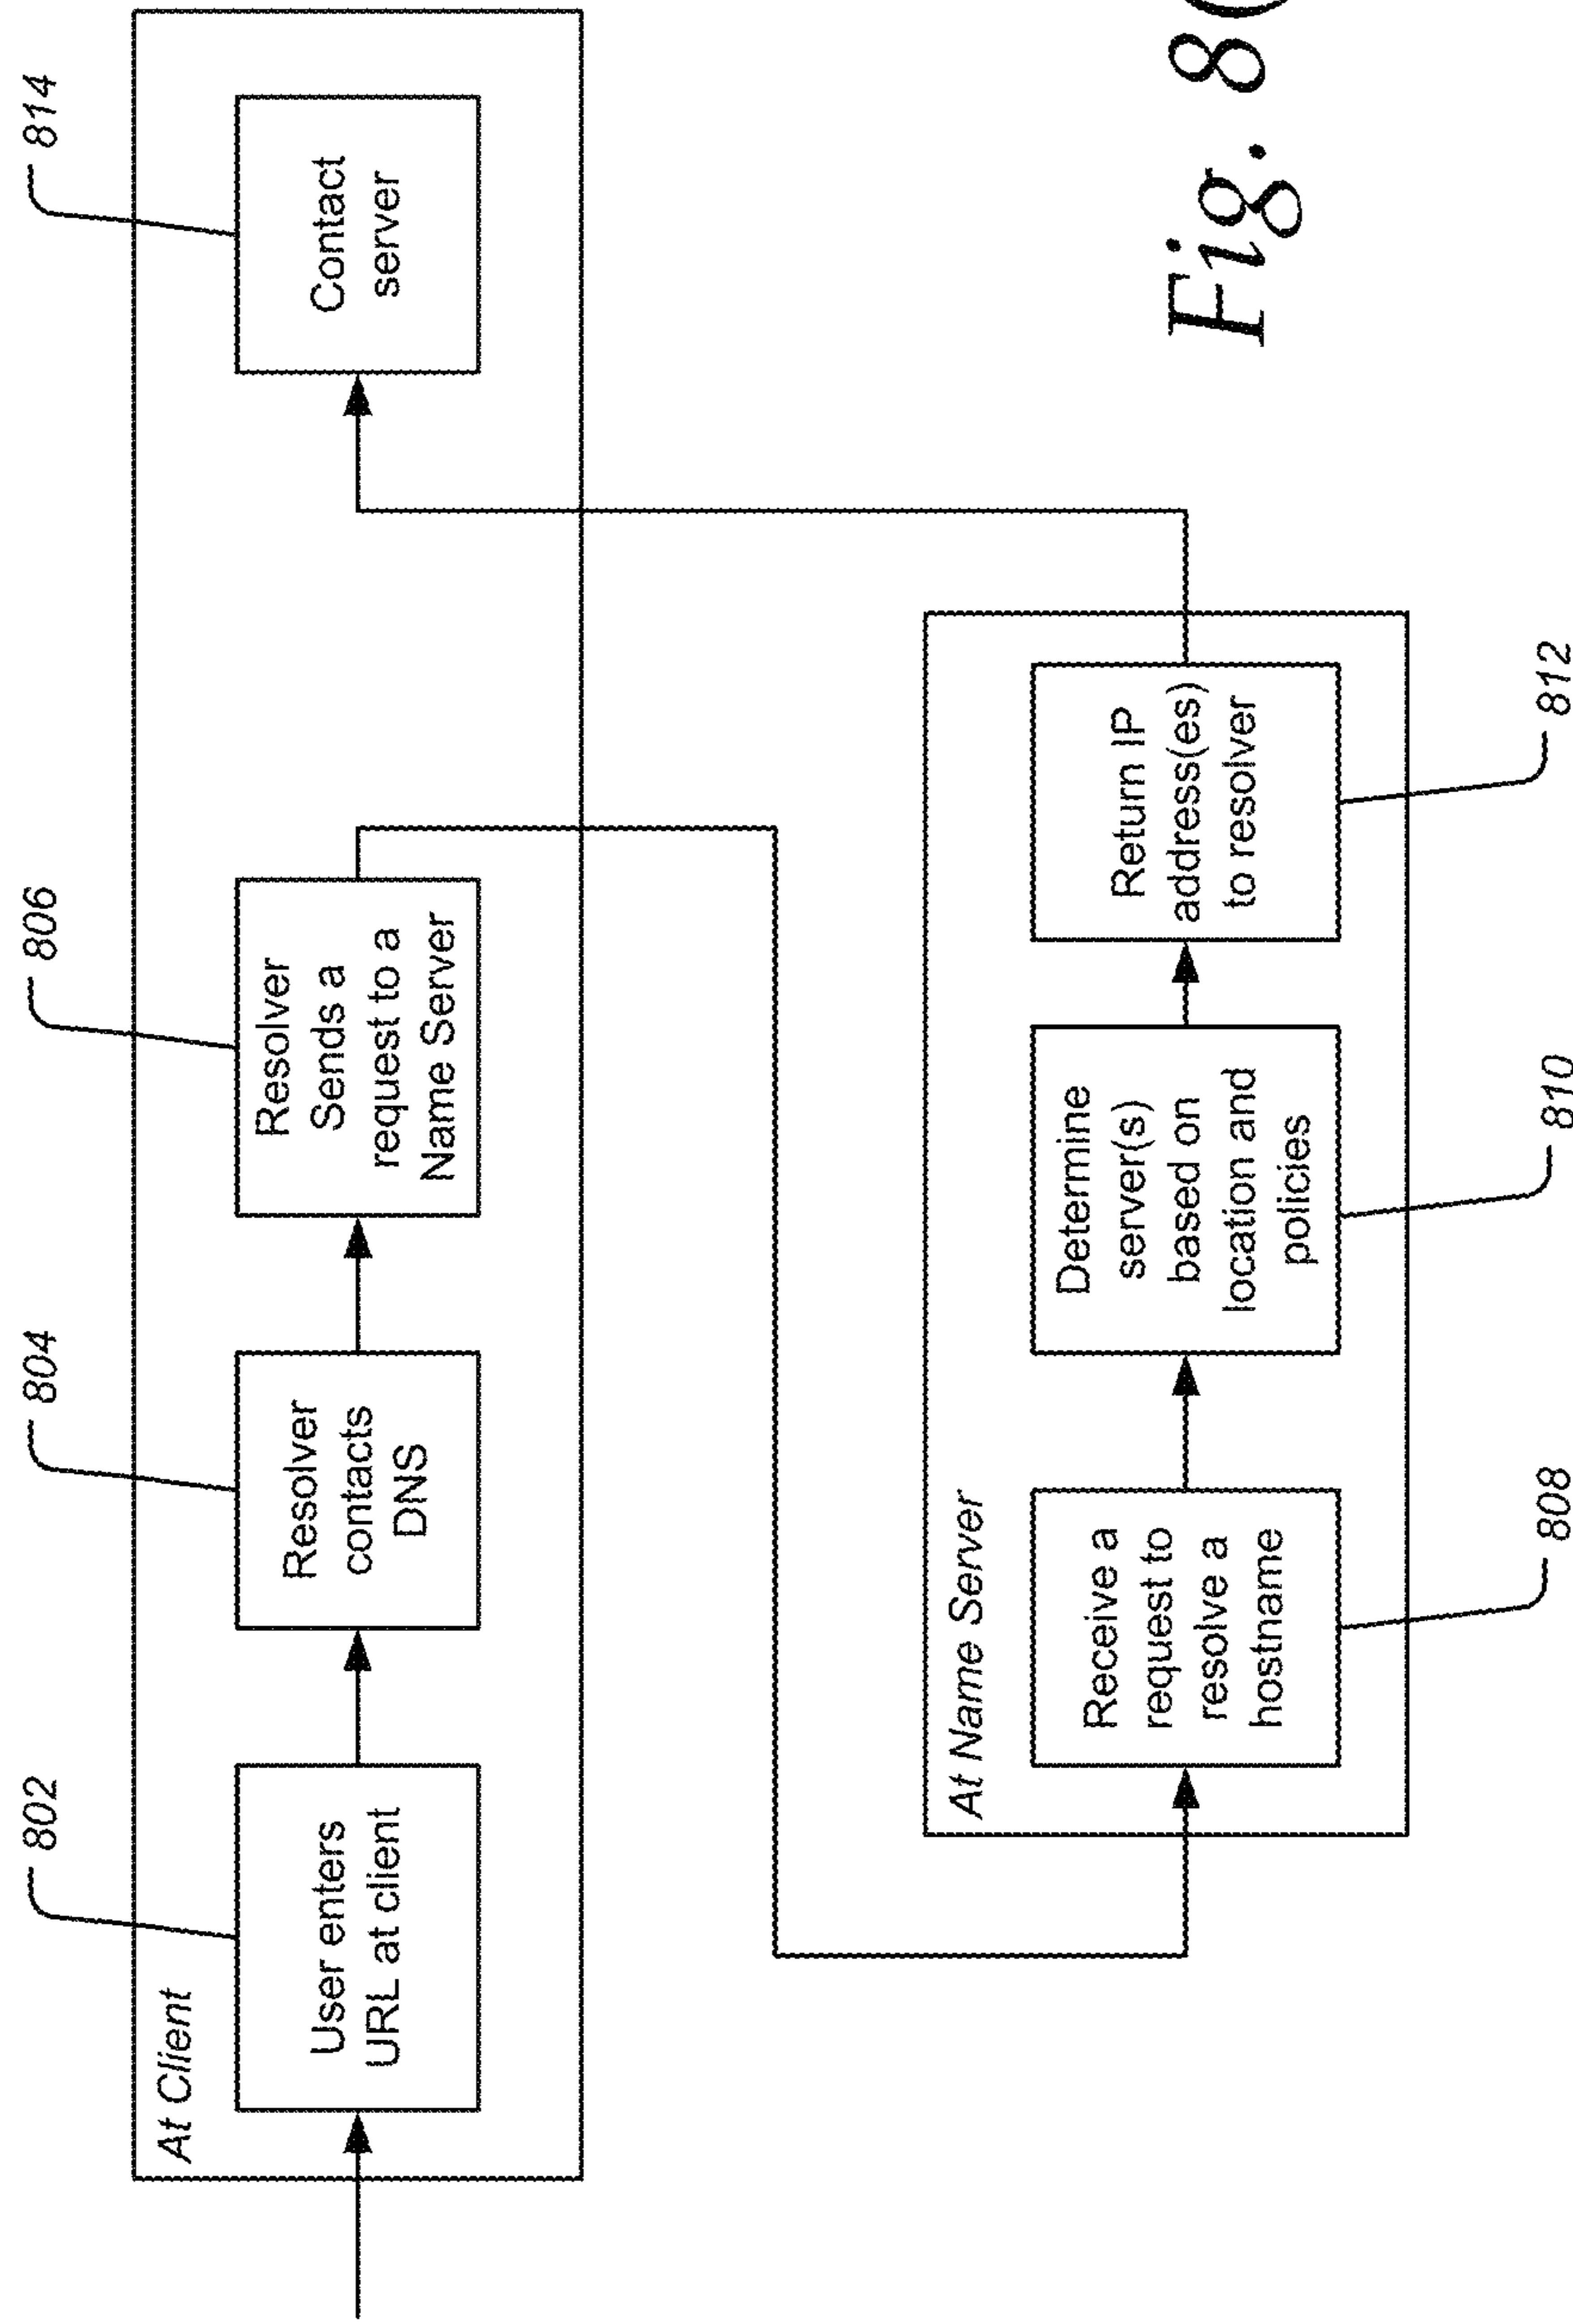 802
804
806
814
At Client
User enters
URL at client
Resolver
contacts
DNS
Resolver
Sends a
request to a
Name Server
Contact
server
At Name Server
Receive a
request to
resolve a
hostname
Determine
server(s)
based on
location and
policies
Return IP
address(es)
to resolver
808
810
812
Fig. 8(